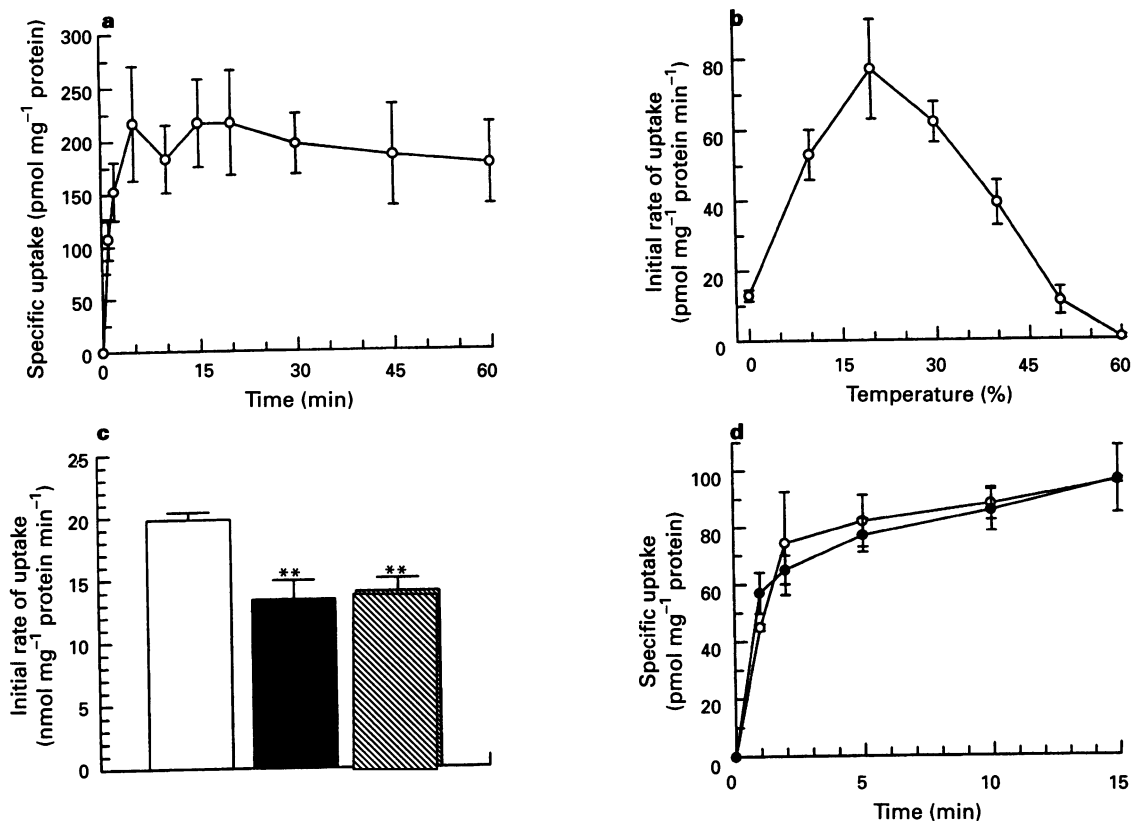 a
Specific uptake (pmol mg⁻¹ protein)
300
250
200
150
100
50
0
0 15 30 45 60
Time (min)
b
Initial rate of uptake
(pmol mg⁻¹ protein min⁻¹)
80
60
40
20
0
0 15 30 45 60
Temperature (%)
c
Initial rate of uptake
(nmol mg⁻¹ protein min⁻¹)
25
20
15
10
5
0
** **
d
Specific uptake
(pmol mg⁻¹ protein)
100
80
60
40
20
0
0 5 10 15
Time (min)